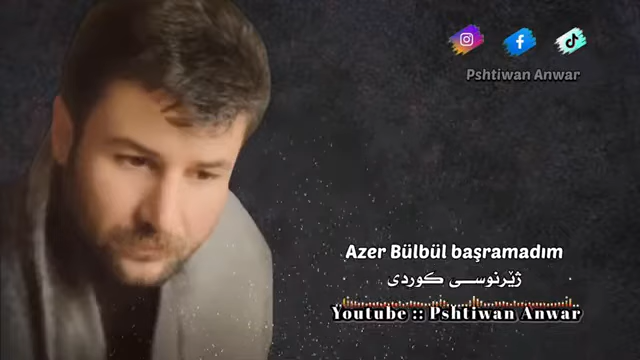 Pshtiwan Anwar
Azer Bülbül başramadım
ژێرنوسی کوردی
Youtube :: Pshtiwan Anwar